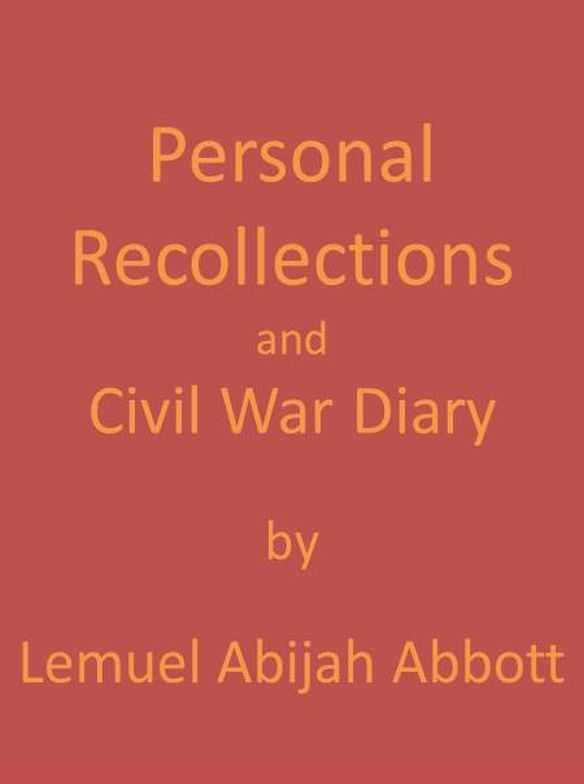 Personal
Recollections
and
Civil War Diary
by
Lemuel Abijah Abbott